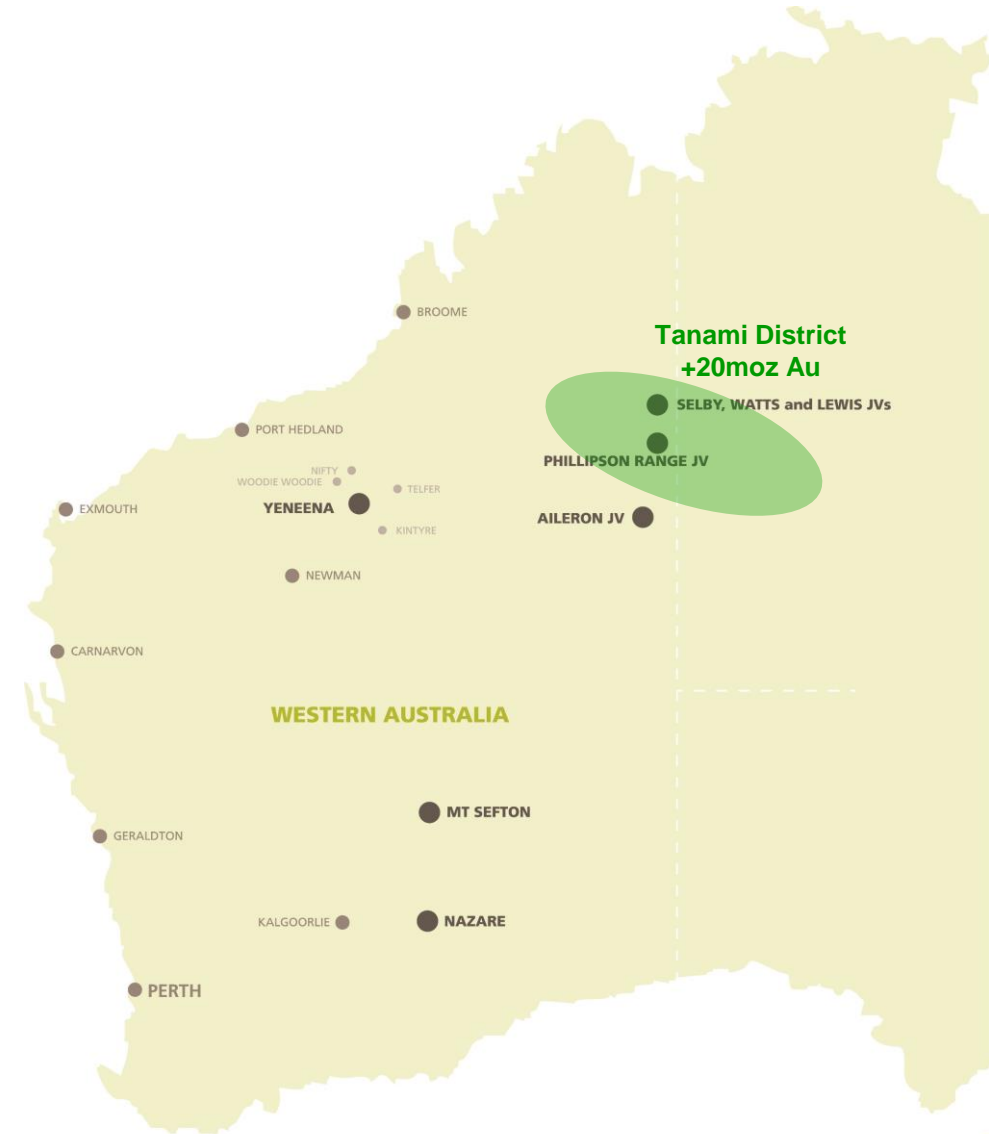 BROOME
Tanami District
+20moz Au
SELBY, WATTS and LEWIS JVs
PORT HEDLAND
PHILLIPSON RANGE JV
NIFTY
WOODIE WOODIE
TELFER
YENEENA
EXMOUTH
AILERON JV
KINTYRE
NEWMAN
CARNARVON
WESTERN AUSTRALIA
MT SEFTON
GERALDTON
KALGOORLIE
NAZARE
PERTH